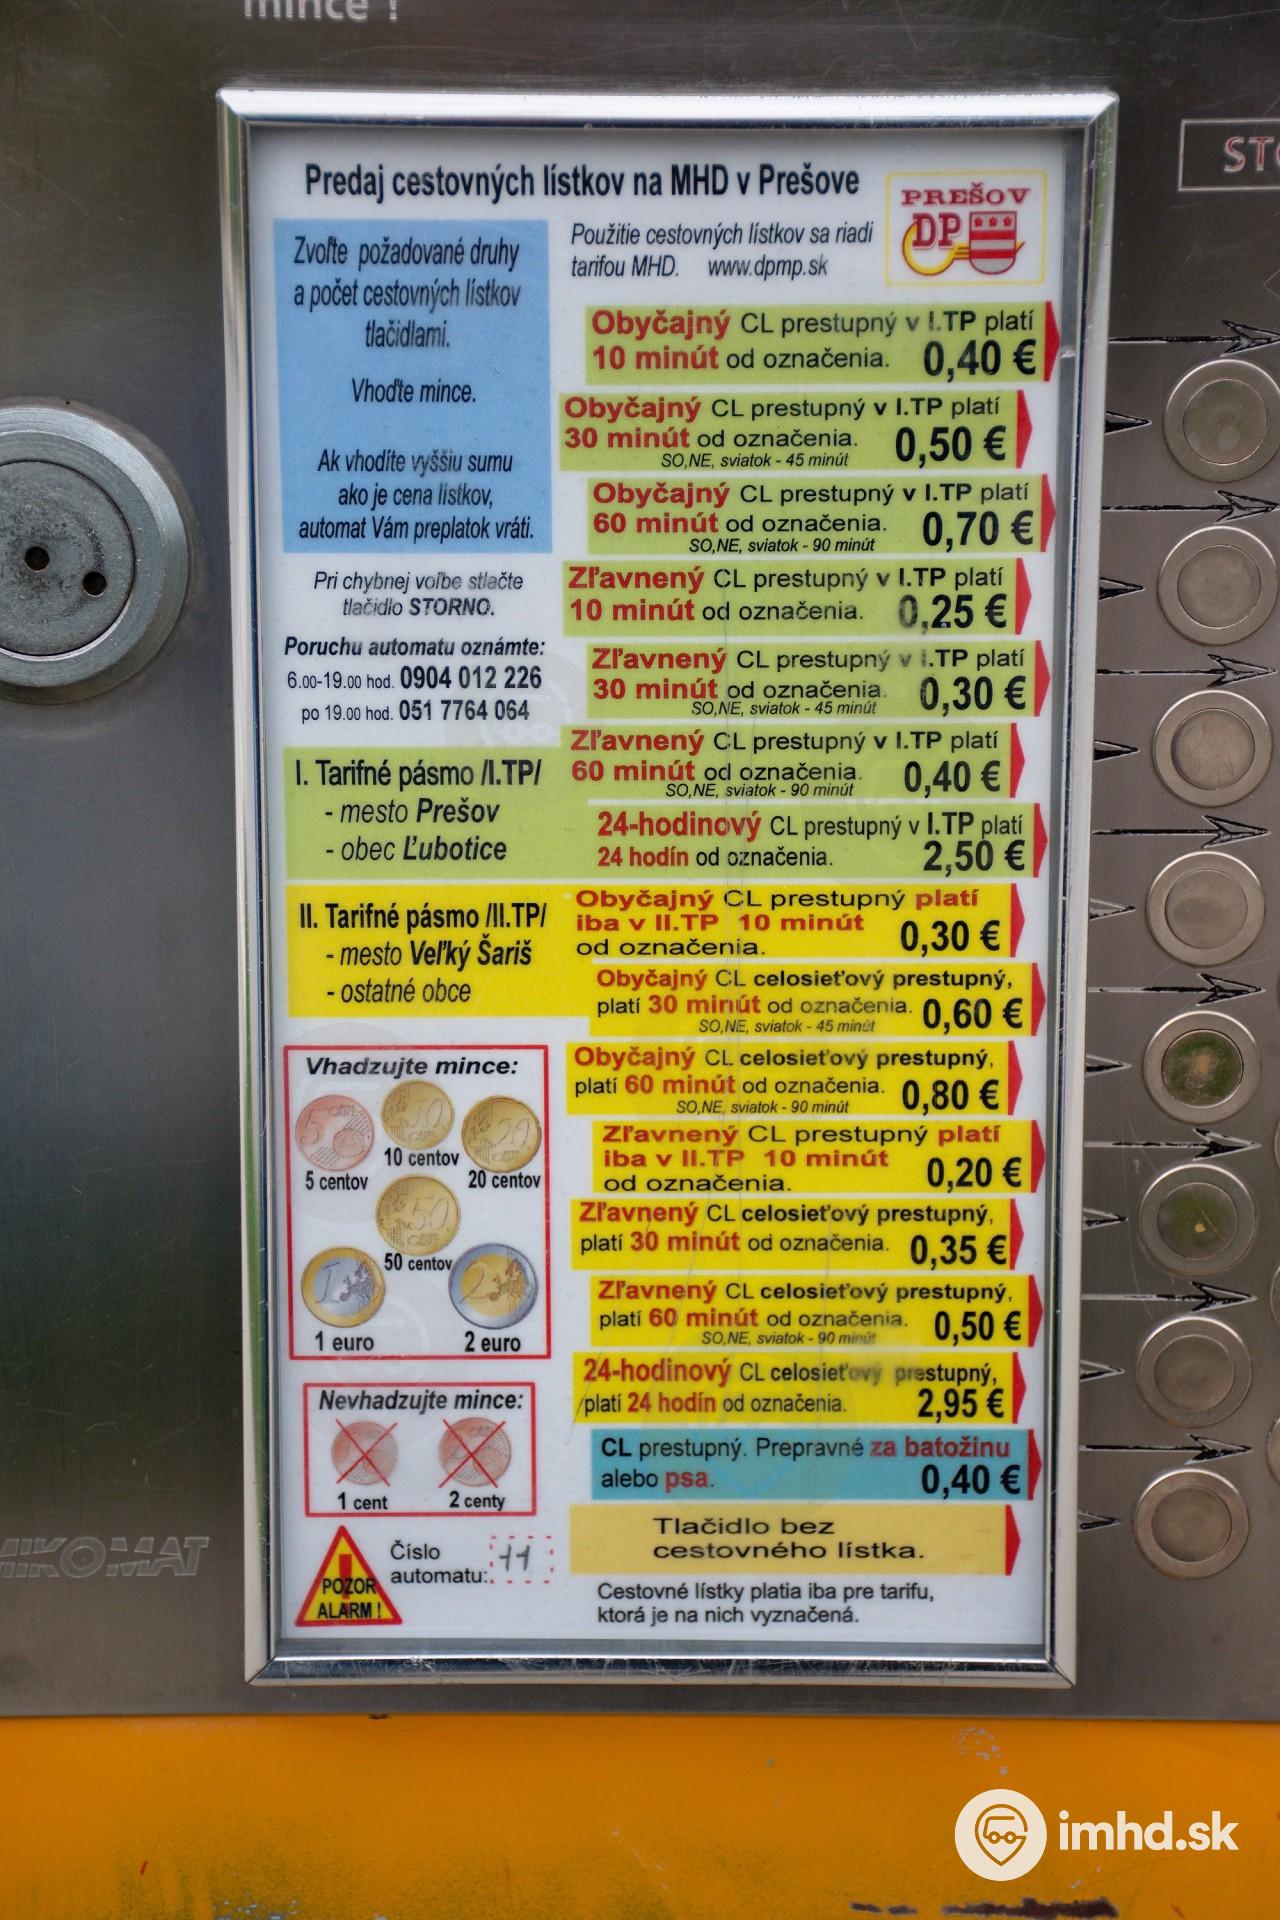 mince !
STO
Predaj cestovných lístkov na MHD v Prešove
PREŠOV
DP
Zvoľte požadované druhy
a počet cestovných lístkov
tlačidlami.
Vhoďte mince.
Ak vhodíte vyššiu sumu
ako je cena lístkov,
automat Vám preplatok vráti.
Pri chybnej voľbe stlačte
tlačidlo STORNO.
Poruchu automatu oznámte:
6.00-19.00 hod. 0904 012 226
po 19.00 hod. 051 7764 064
I. Tarifné pásmo /I.TP/
- mesto Prešov
- obec Ľubotice
II. Tarifné pásmo /II.TP/
- mesto Veľký Šariš
- ostatné obce
Vhadzujte mince:
5 centov
10 centov
20 centov
50 centov
1 euro
2 euro
Nevhadzujte mince:
1 cent
2 centy
POZOR
ALARM !
Číslo
automatu: 11
Použitie cestovných lístkov sa riadi
tarifou MHD. www.dpmp.sk
Obyčajný CL prestupný v I.TP platí
10 minút od označenia. 0,40 €
Obyčajný CL prestupný v I.TP platí
30 minút od označenia. 0,50 €
SO,NE, sviatok - 45 minút
Obyčajný CL prestupný v I.TP platí
60 minút od označenia. 0,70 €
SO,NE, sviatok - 90 minút
Zľavnený CL prestupný v I.TP platí
10 minút od označenia. 0,25 €
Zľavnený CL prestupný v I.TP platí
30 minút od označenia. 0,30 €
SO,NE, sviatok - 45 minút
Zľavnený CL prestupný v I.TP platí
60 minút od označenia. 0,40 €
SO,NE, sviatok - 90 minút
24-hodinový CL prestupný v I.TP platí
24 hodín od označenia. 2,50 €
Obyčajný CL prestupný platí
iba v II.TP 10 minút
od označenia. 0,30 €
Obyčajný CL celosieťový prestupný,
platí 30 minút od označenia. 0,60 €
SO,NE, sviatok - 45 minút
Obyčajný CL celosieťový prestupný,
platí 60 minút od označenia. 0,80 €
SO,NE, sviatok - 90 minút
Zľavnený CL prestupný platí
iba v II.TP 10 minút
od označenia. 0,20 €
Zľavnený CL celosieťový prestupný,
platí 30 minút od označenia. 0,35 €
Zľavnený CL celosieťový prestupný,
platí 60 minút od označenia. 0,50 €
SO,NE, sviatok - 90 minút
24-hodinový CL celosieťový prestupný,
platí 24 hodín od označenia. 2,95 €
CL prestupný. Prepravné za batožinu
alebo psa. 0,40 €
Tlačidlo bez
cestovného lístka.
Cestovné lístky platia iba pre tarifu,
ktorá je na nich vyznačená.
MIKOMAT
imhd.sk